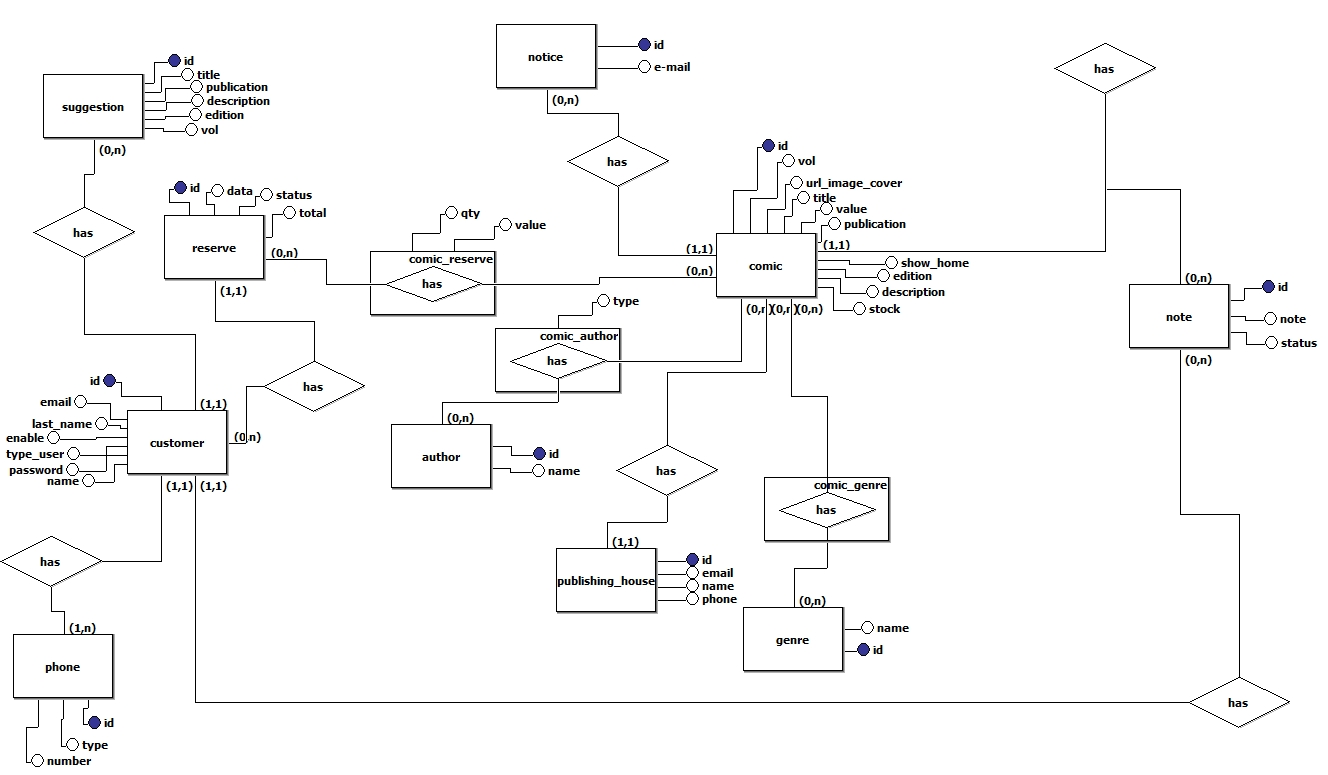 notice
id
e-mail
(0,n)
has
suggestion
id
title
publication
description
edition
vol
(0,n)
has
has
id
vol
url_image_cover
title
value
publication
comic
(1,1)
(1,1)
(0,n)
show_home
edition
description
stock
(0,n)
(0,n)
id
data
status
total
reserve
(0,n)
(1,1)
qty
value
comic_reserve
has
type
comic_author
has
has
(0,n)
note
id
note
status
(0,n)
id
email
last_name
enable
type_user
password
name
customer
(1,1)
(0,n)
(1,1)
(1,1)
(0,n)
author
id
name
has
comic_genre
has
has
(1,1)
publishing_house
id
email
name
phone
(0,n)
genre
name
id
(1,n)
phone
id
type
number
has